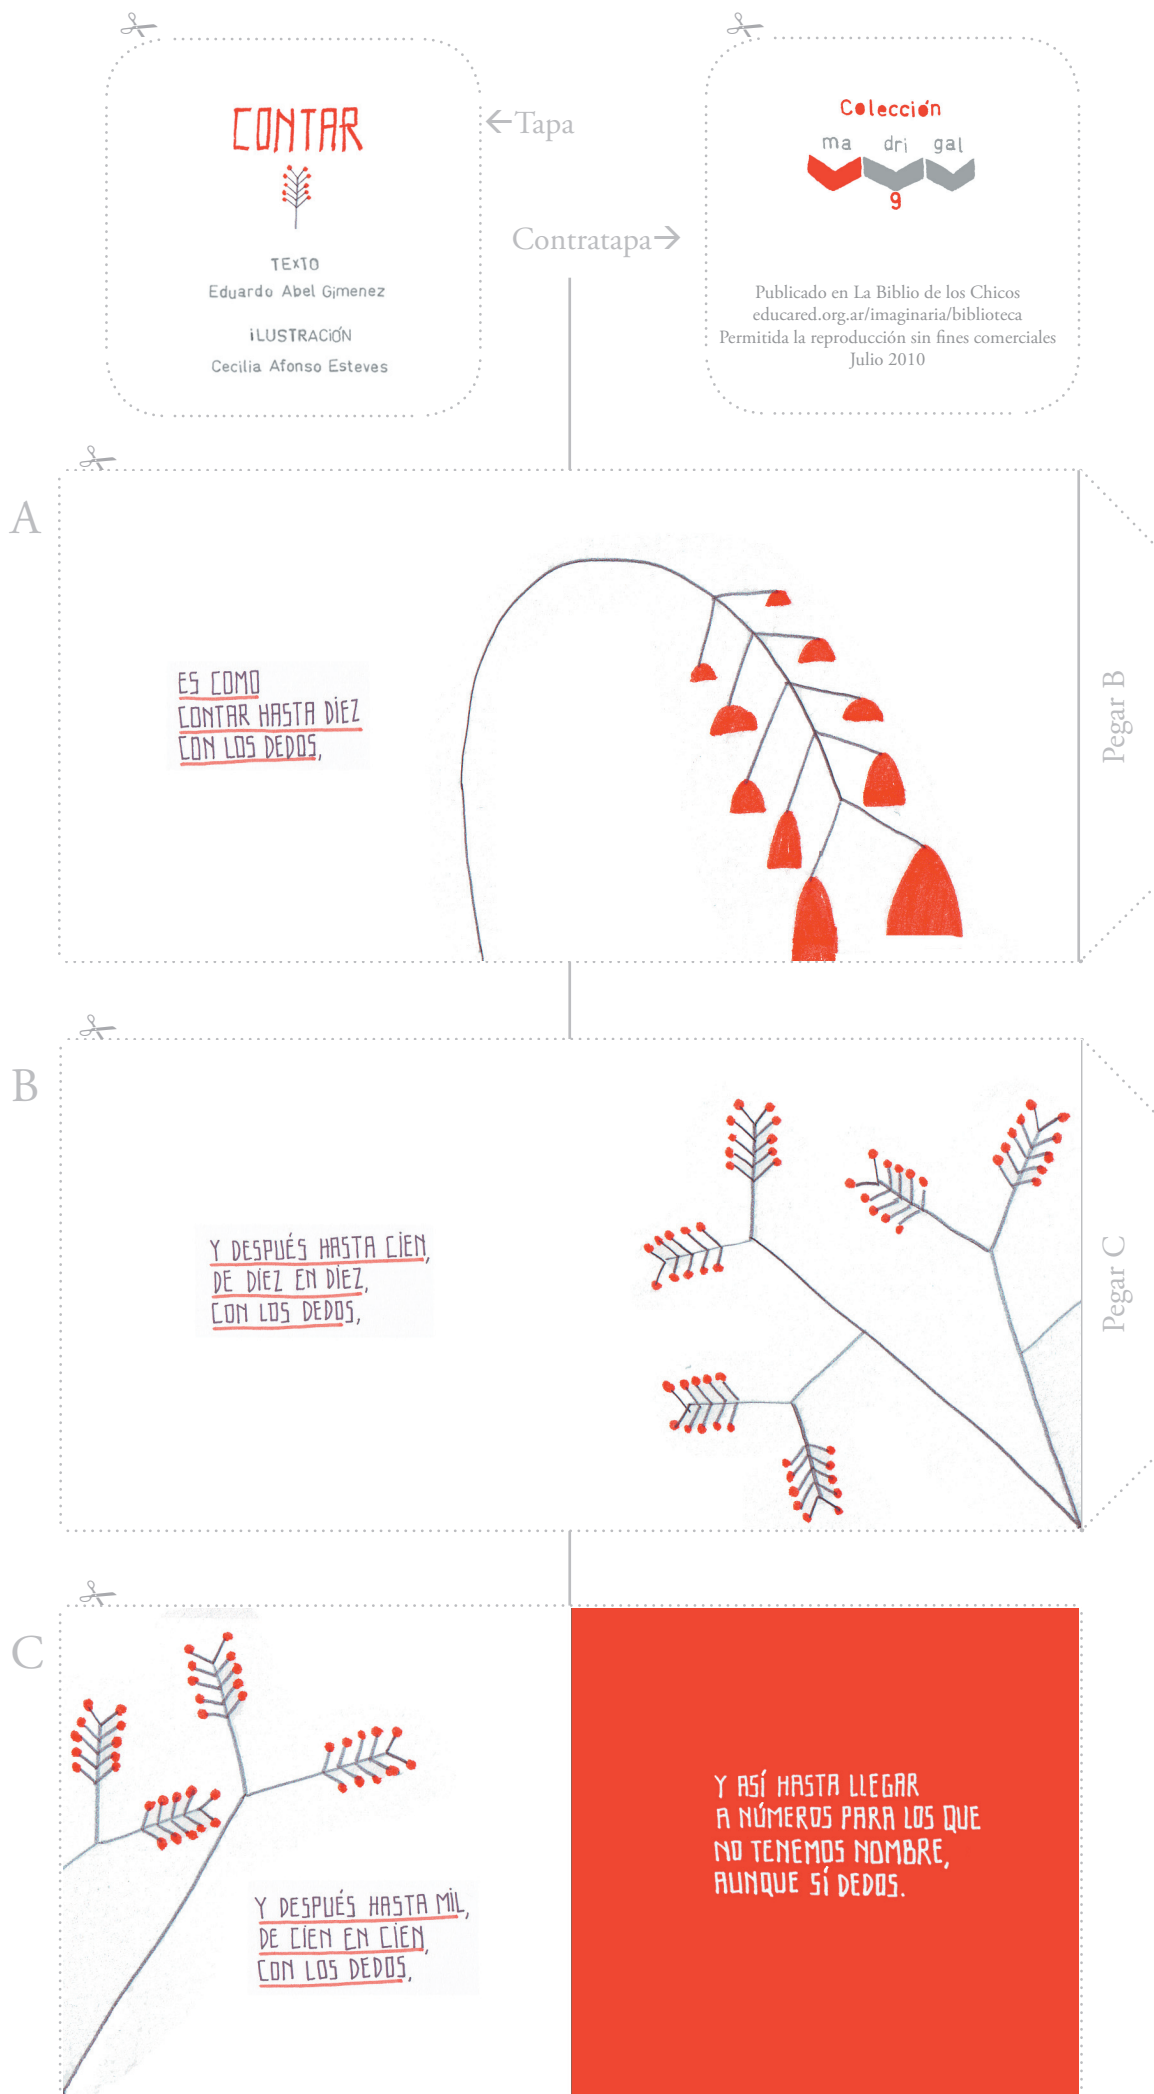 CONTAR
TEXTO
Eduardo Abel Gimenez
ILUSTRACIÓN
Cecilia Afonso Esteves
←Tapa
Contratapa→
Colección
ma dri gal
9
Publicado en La Biblio de los Chicos
educared.org.ar/imaginaria/biblioteca
Permitida la reproducción sin fines comerciales
Julio 2010
A
ES COMO
CONTAR HASTA DIEZ
CON LOS DEDOS,
Pegar B
B
Y DESPUÉS HASTA CIEN,
DE DIEZ EN DIEZ,
CON LOS DEDOS,
Pegar C
C
Y DESPUÉS HASTA MIL,
DE CIEN EN CIEN,
CON LOS DEDOS,
Y ASÍ HASTA LLEGAR
A NÚMEROS PARA LOS QUE
NO TENEMOS NOMBRE,
AUNQUE SÍ DEDOS.